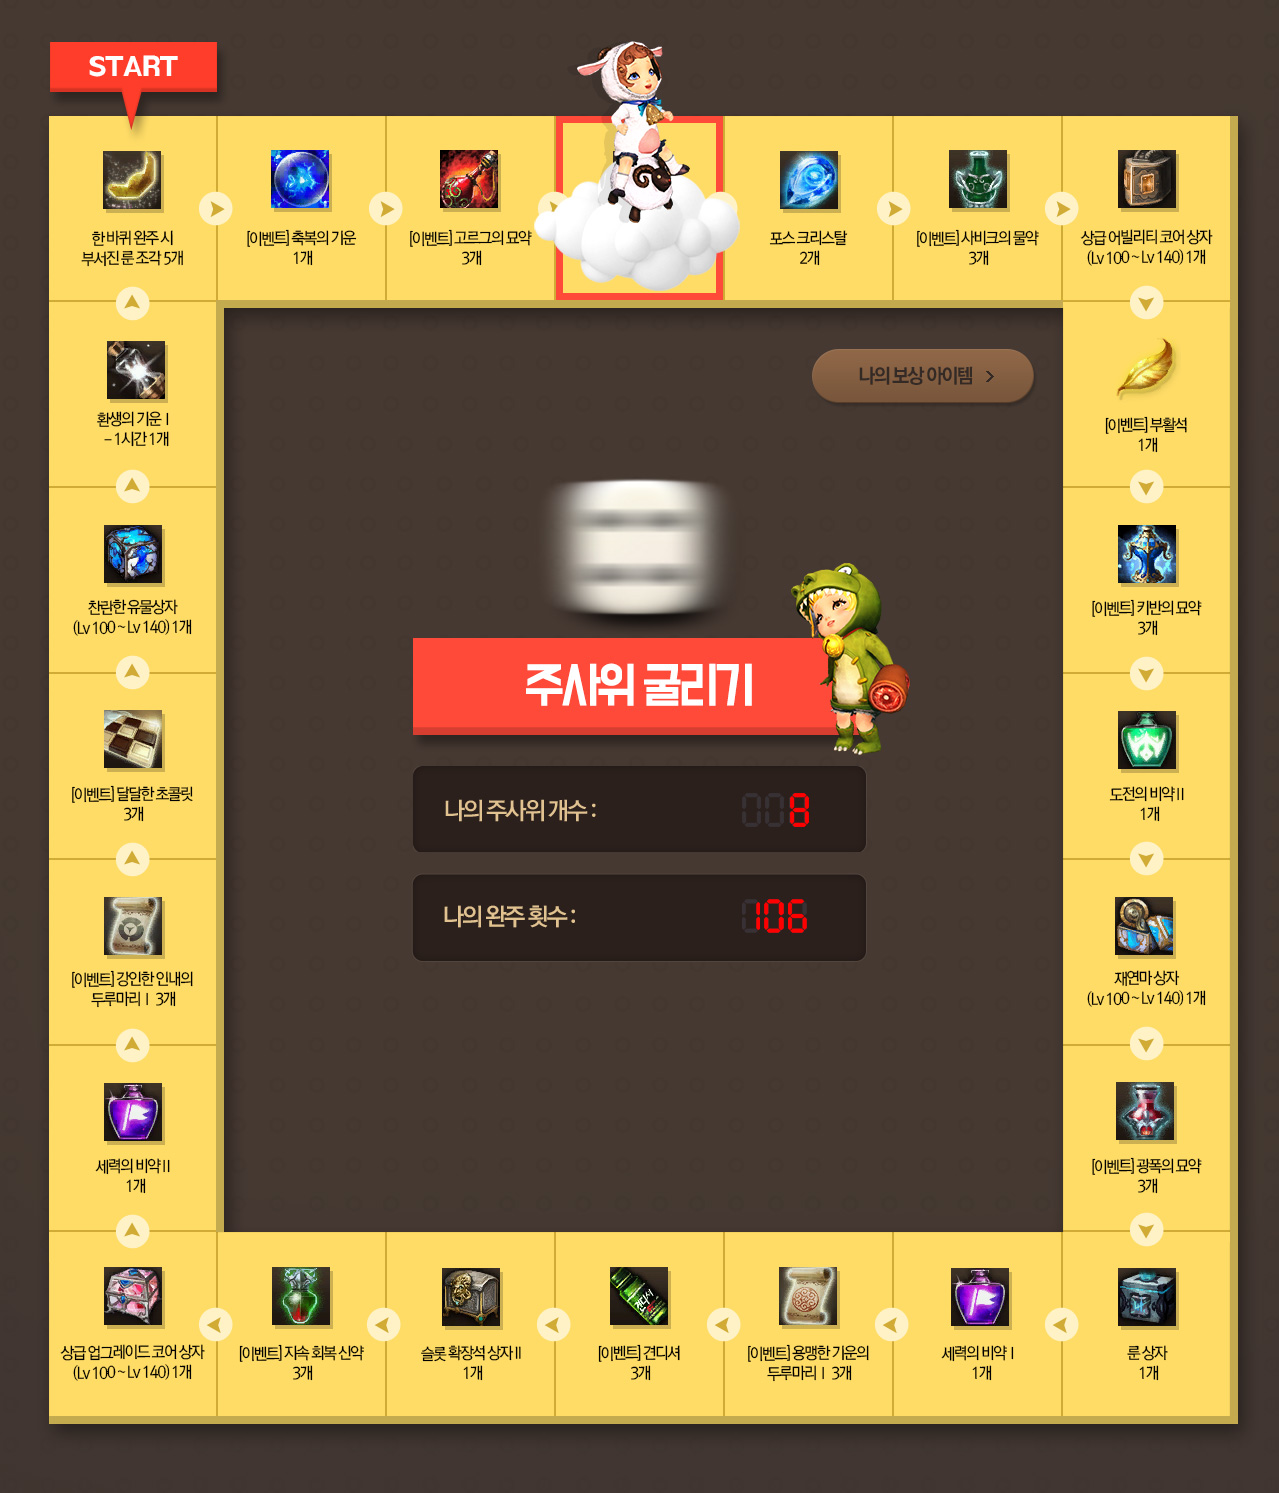 START
한 바퀴 완주 시
부서진 룬 조각 5개
[이벤트] 축복의 기운
1개
[이벤트] 고르그의 묘약
3개
포스 크리스탈
2개
[이벤트] 사비크의 물약
3개
상급 어빌리티 코어 상자
(Lv 100 ~ Lv 140) 1개
환생의 기운 I
- 1시간 1개
나의 보상 아이템 >
[이벤트] 부활석
1개
찬란한 유물상자
(Lv 100 ~ Lv 140) 1개
[이벤트] 키반의 묘약
3개
주사위 굴리기
[이벤트] 달달한 초콜릿
3개
나의 주사위 개수 : 8
도전의 비약 II
1개
[이벤트] 강인한 인내의
두루마리 I 3개
나의 완주 횟수 : 106
재연마 상자
(Lv 100 ~ Lv 140) 1개
세력의 비약 II
1개
[이벤트] 광폭의 묘약
3개
상급 업그레이드 코어 상자
(Lv 100 ~ Lv 140) 1개
[이벤트] 지속 회복 신약
3개
슬롯 확장석 상자 II
1개
견디셔
[이벤트] 견디셔
3개
[이벤트] 용맹한 기운의
두루마리 I 3개
세력의 비약 I
1개
룬 상자
1개